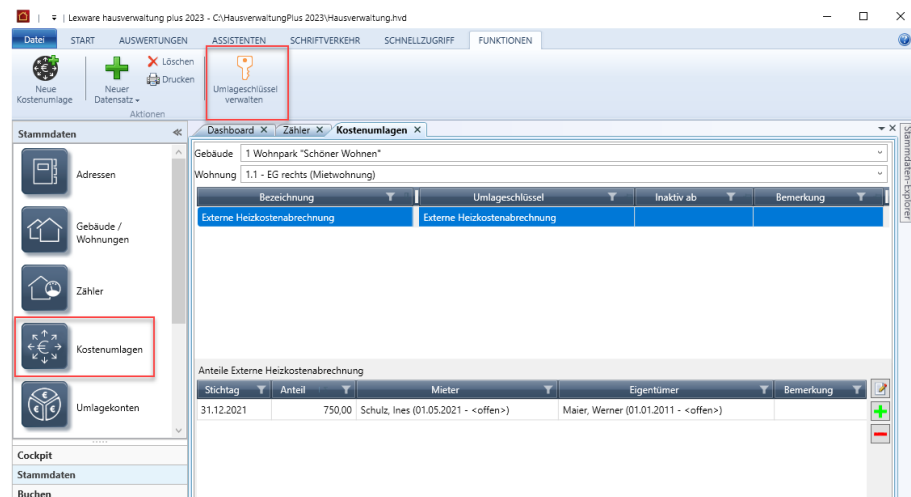 Lexware hausverwaltung plus 2023 - C:\HausverwaltungPlus 2023\Hausverwaltung.hvd
Datei START AUSWERTUNGEN ASSISTENTEN SCHRIFTVERKEHR SCHNELLZUGRIFF FUNKTIONEN
Neue
Kostenumlage
Neuer
Datensatz
Löschen
Drucken
Umlageschlüssel
verwalten
Aktionen
Stammdaten
Dashboard Zähler Kostenumlagen
Stammdaten-Explorer
Adressen
Gebäude /
Wohnungen
Zähler
Kostenumlagen
Umlagekonten
Cockpit
Stammdaten
Buchen
Gebäude 1 Wohnpark "Schöner Wohnen"
Wohnung 1.1 - EG rechts (Mietwohnung)
Bezeichnung Umlageschlüssel Inaktiv ab Bemerkung
Externe Heizkostenabrechnung Externe Heizkostenabrechnung
Anteile Externe Heizkostenabrechnung
Stichtag Anteil Mieter Eigentümer Bemerkung
31.12.2021 750,00 Schulz, Ines (01.05.2021 - <offen>) Maier, Werner (01.01.2011 - <offen>)